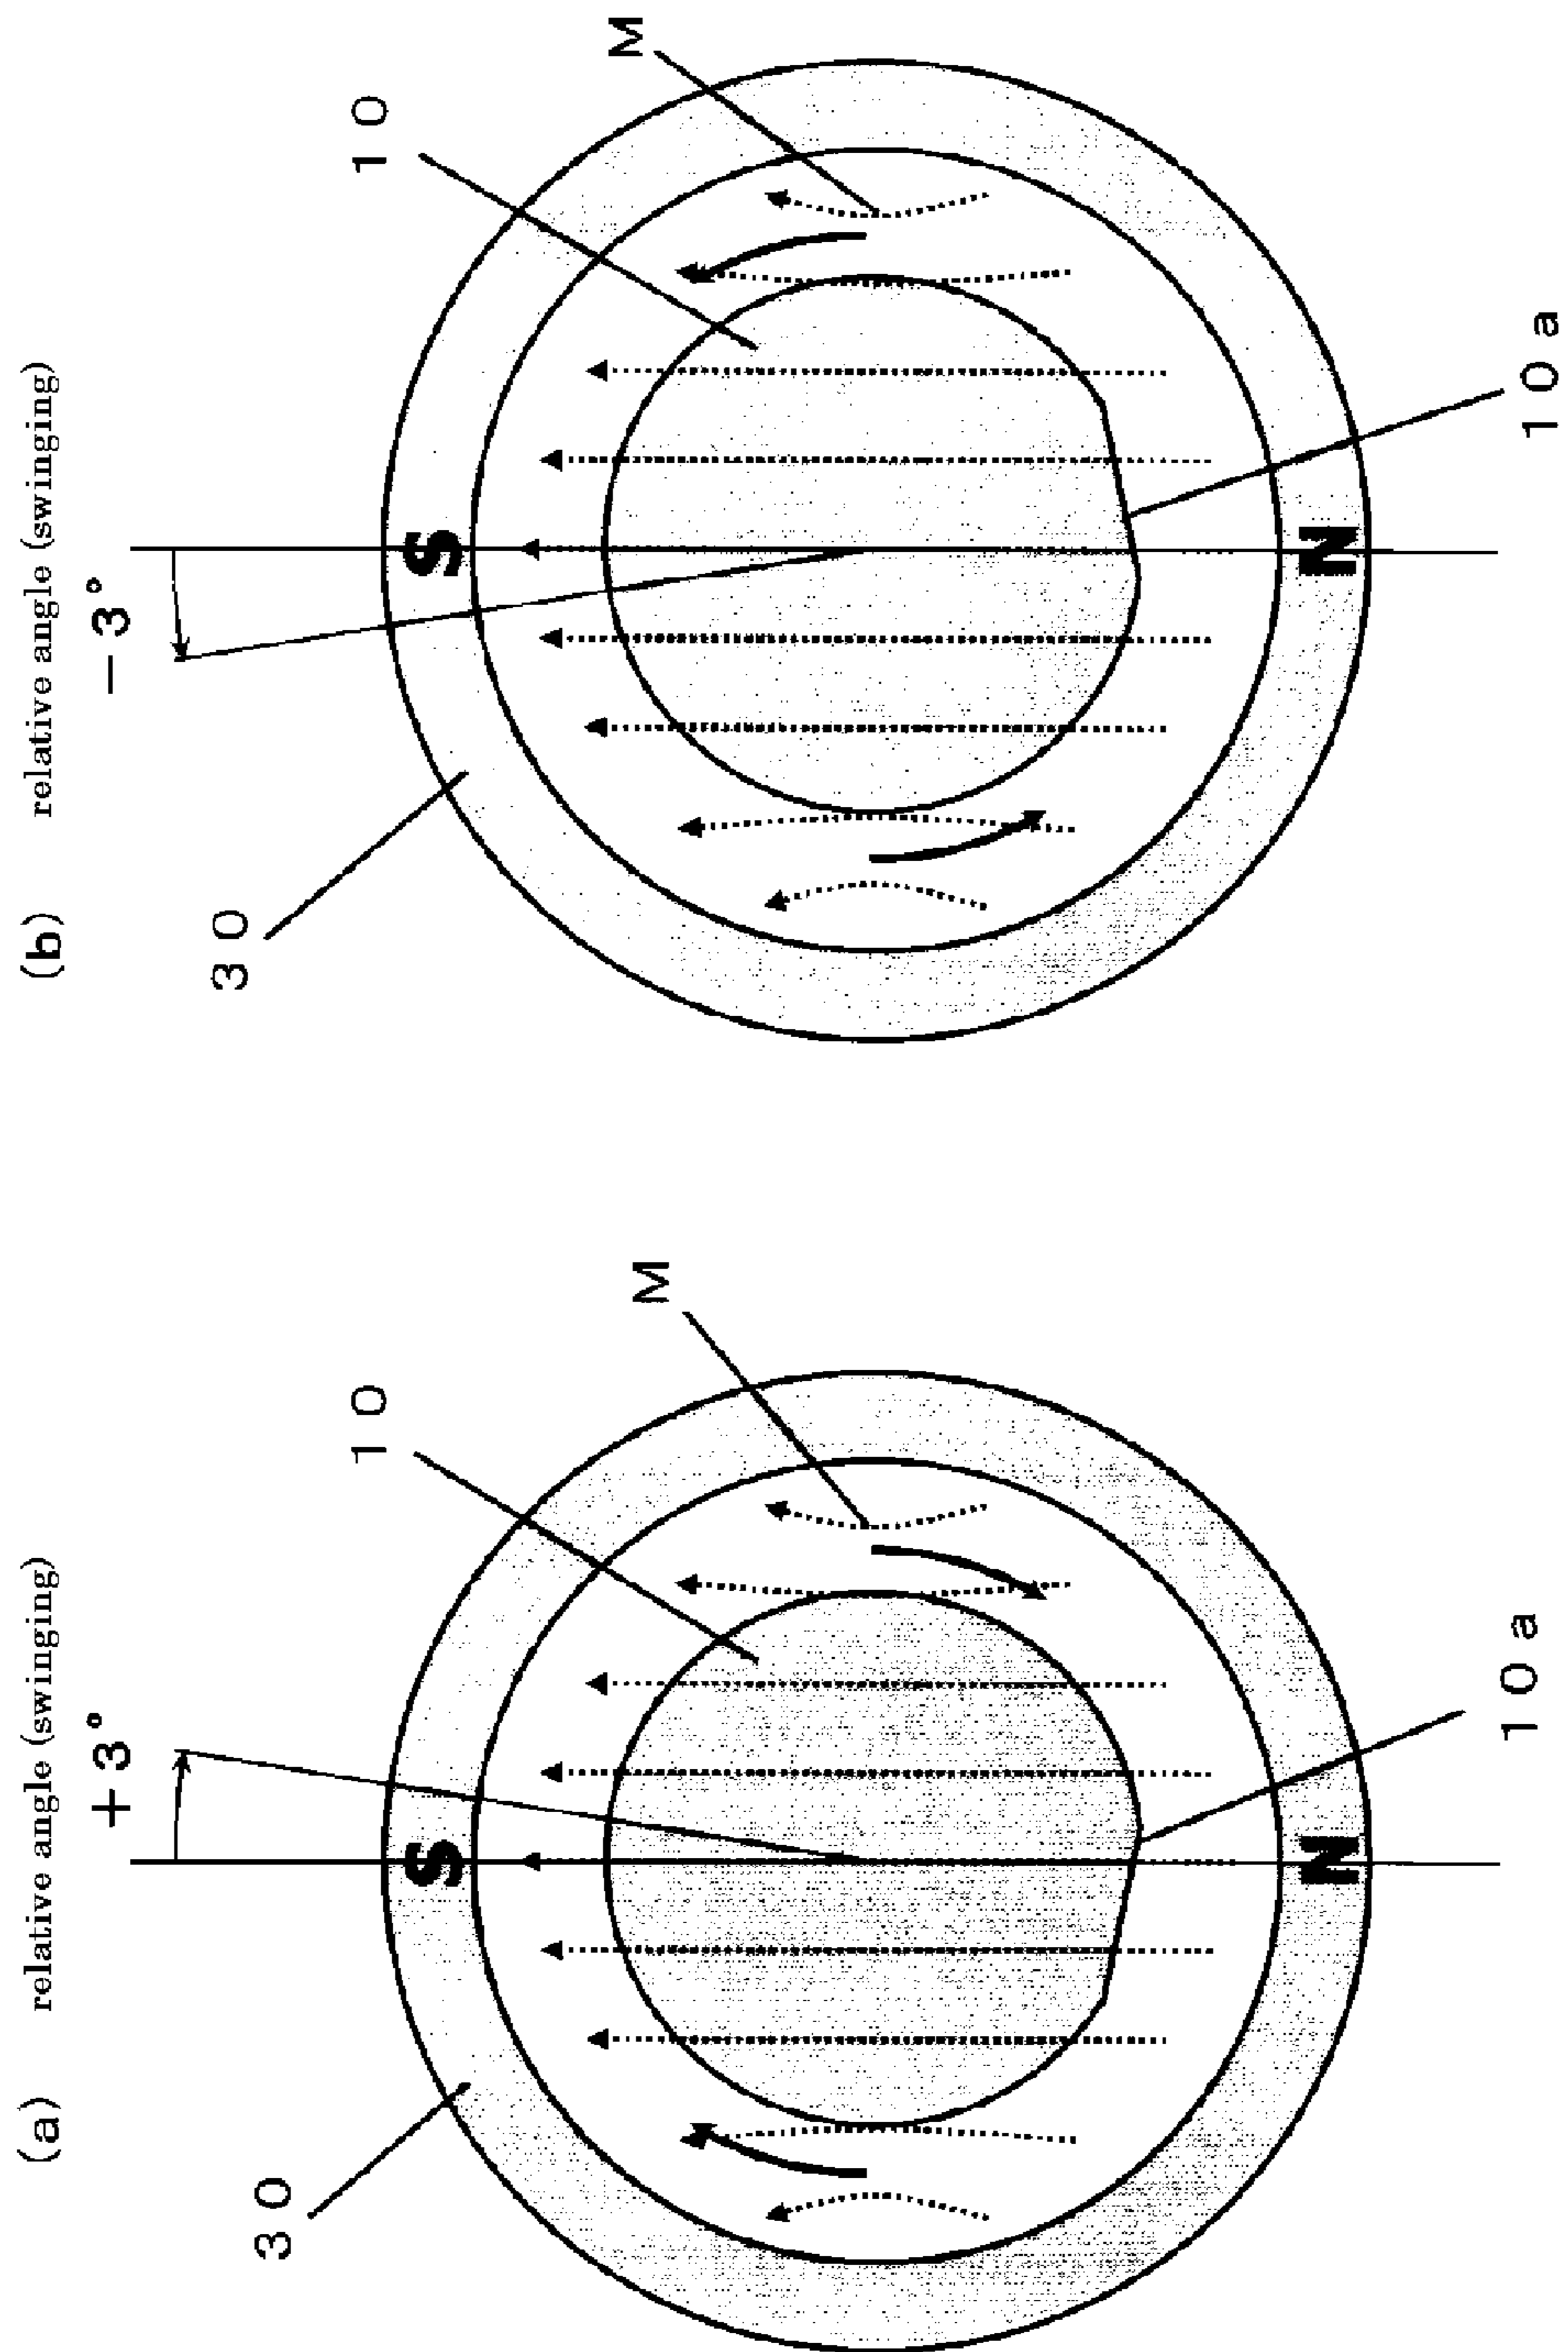 (a) relative angle (swinging)
+3°
30
10
M
S
N
10a
(b) relative angle (swinging)
−3°
30
10
M
S
N
10a